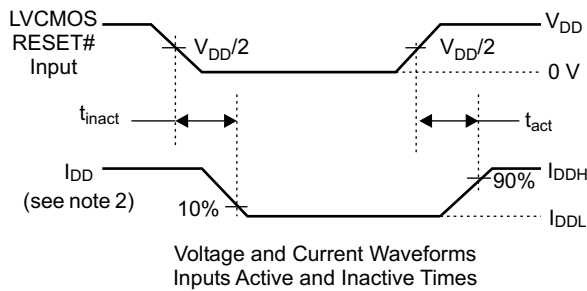 LVCMOS
RESET#
Input
V_DD/2
V_DD/2
V_DD
0 V
t_inact
t_act
I_DD
(see note 2)
10%
90%
I_DDH
I_DDL
Voltage and Current Waveforms
Inputs Active and Inactive Times